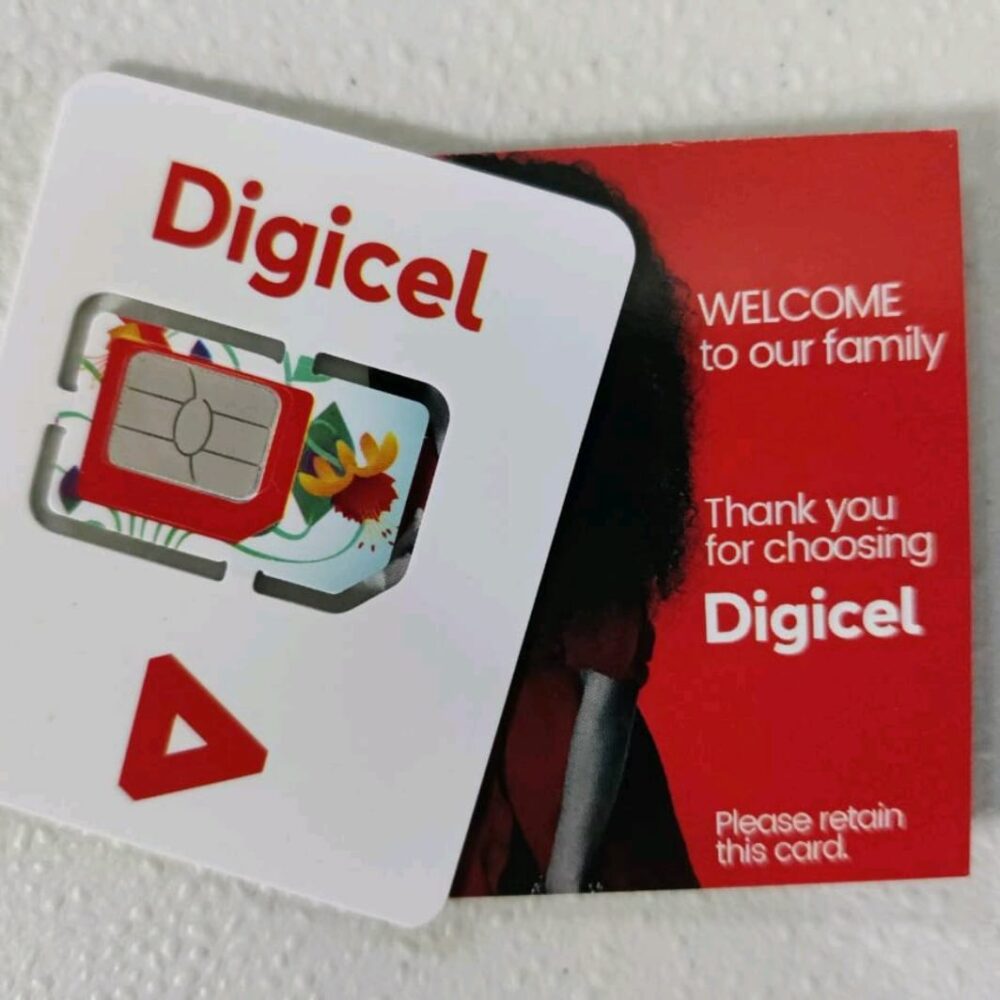 Digicel
WELCOME
to our family
Thank you
for choosing
Digicel
Please retain
this card.